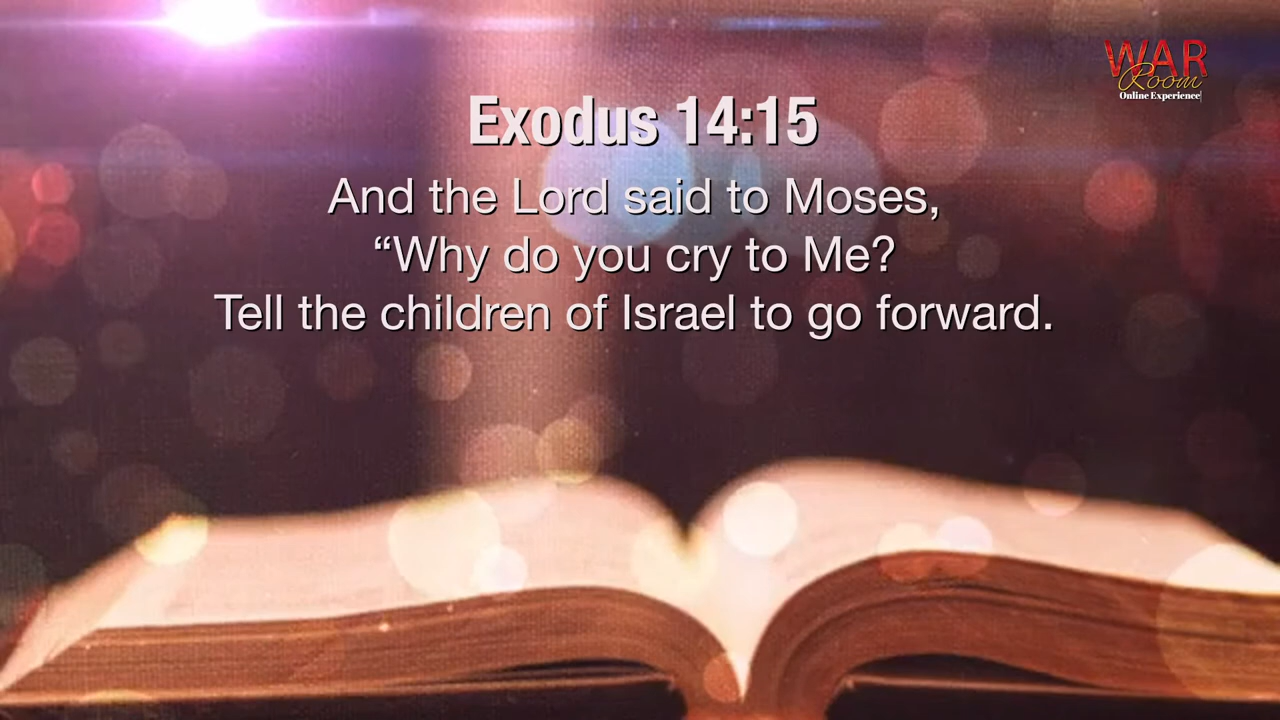 WAR
Room
Online Experience
Exodus 14:15
And the Lord said to Moses,
“Why do you cry to Me?
Tell the children of Israel to go forward.